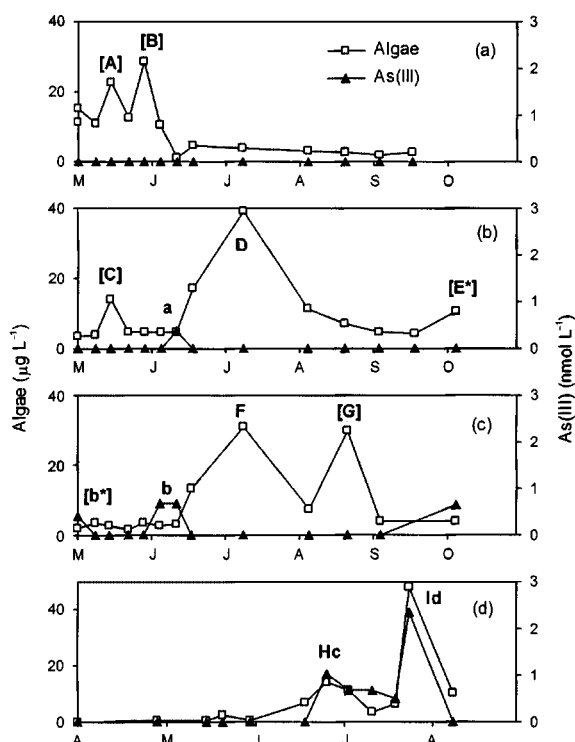 40
20
0
[A]
[B]
Algae
As(III)
(a)
3
2
1
0
M J J A S O
40
20
0
[C]
a
D
[E*]
(b)
3
2
1
0
M J J A S O
40
20
0
[b*]
b
F
[G]
(c)
3
2
1
0
M J J A S O
40
20
0
Hc
Id
(d)
3
2
1
0
A M J J A
Algae (μg L⁻¹)
As(III) (nmol L⁻¹)